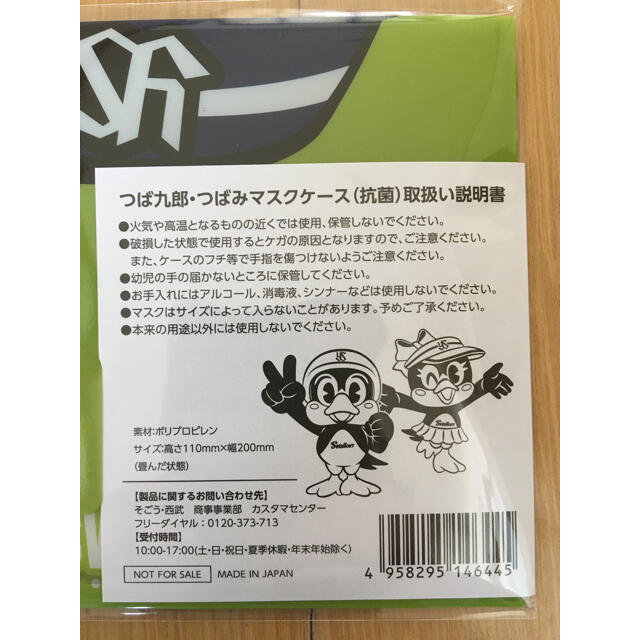 つば九郎・つばみマスクケース（抗菌）取扱い説明書
●火気や高温となるものの近くでは使用、保管しないでください。
●破損した状態で使用するとケガの原因となりますので、ご注意ください。
また、ケースのフチ等で手指を傷つけないようご注意ください。
●幼児の手の届かないところに保管してください。
●お手入れにはアルコール、消毒液、シンナーなどは使用しないでください。
●マスクはサイズによって入らないことがあります。予めご了承ください。
●本来の用途以外には使用しないでください。
YS
Swallows
Swallows
素材:ポリプロピレン
サイズ:高さ110mm×幅200mm
（畳んだ状態）
【製品に関するお問い合わせ先】
そごう・西武 商事事業部 カスタマセンター
フリーダイヤル：0120-373-713
【受付時間】
10:00-17:00(土・日・祝日・夏季休暇・年末年始除く)
NOT FOR SALE MADE IN JAPAN
4 958295 146445